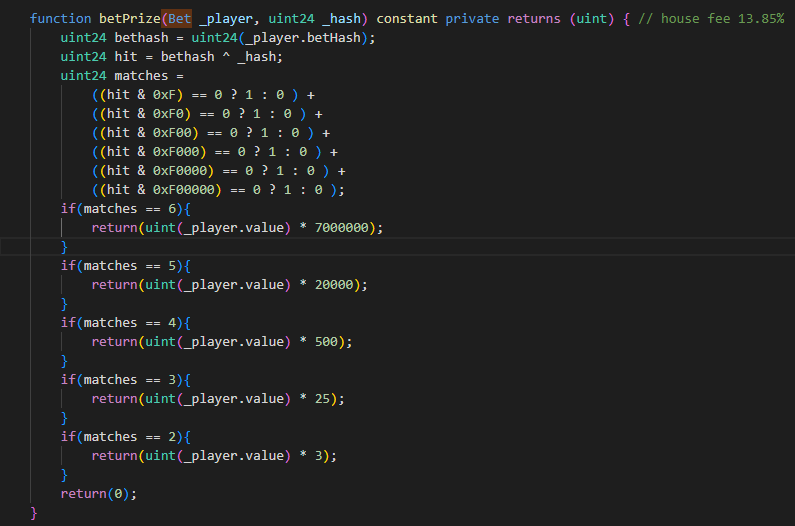 function betPrize(Bet _player, uint24 _hash) constant private returns (uint) { // house fee 13.85%
uint24 bethash = uint24(_player.betHash);
uint24 hit = bethash ^ _hash;
uint24 matches =
((hit & 0xF) == 0 ? 1 : 0 ) +
((hit & 0xF0) == 0 ? 1 : 0 ) +
((hit & 0xF00) == 0 ? 1 : 0 ) +
((hit & 0xF000) == 0 ? 1 : 0 ) +
((hit & 0xF0000) == 0 ? 1 : 0 ) +
((hit & 0xF00000) == 0 ? 1 : 0 );
if(matches == 6){
return(uint(_player.value) * 7000000);
}
if(matches == 5){
return(uint(_player.value) * 20000);
}
if(matches == 4){
return(uint(_player.value) * 500);
}
if(matches == 3){
return(uint(_player.value) * 25);
}
if(matches == 2){
return(uint(_player.value) * 3);
}
return(0);
}